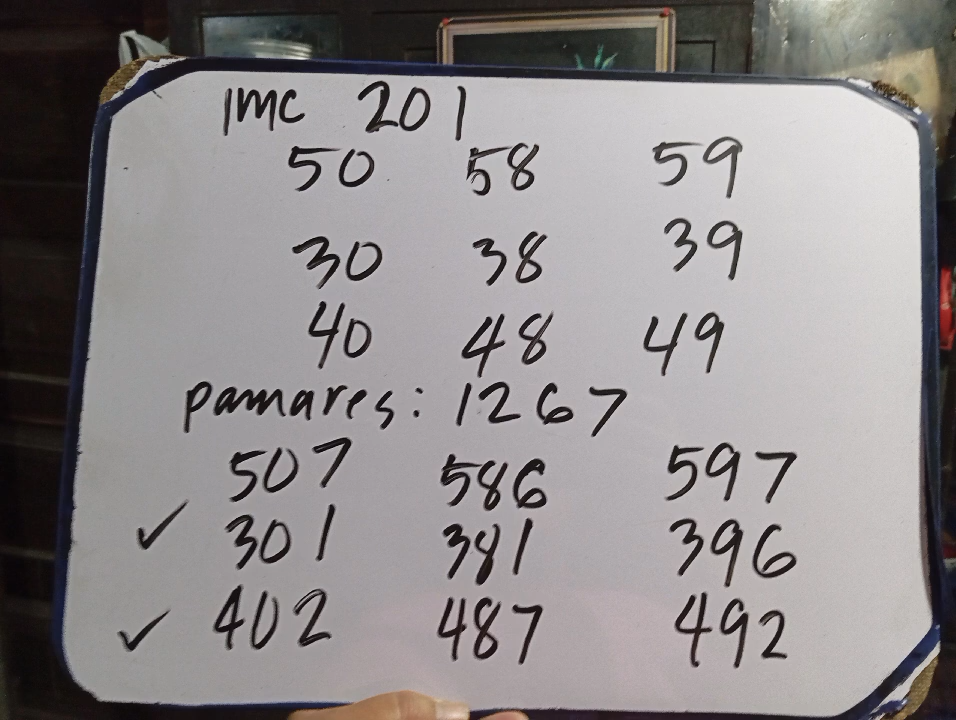 IMC 201
50 58 59
30 38 39
40 48 49
pamares: 1267
507 586 597
✓ 301 381 396
✓ 402 487 492